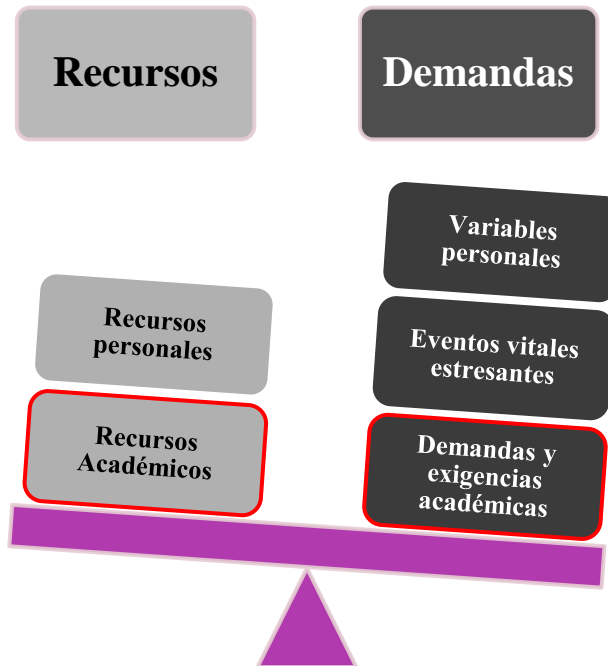 Recursos
Demandas
Variables
personales
Recursos
personales
Eventos vitales
estresantes
Recursos
Académicos
Demandas y
exigencias
académicas